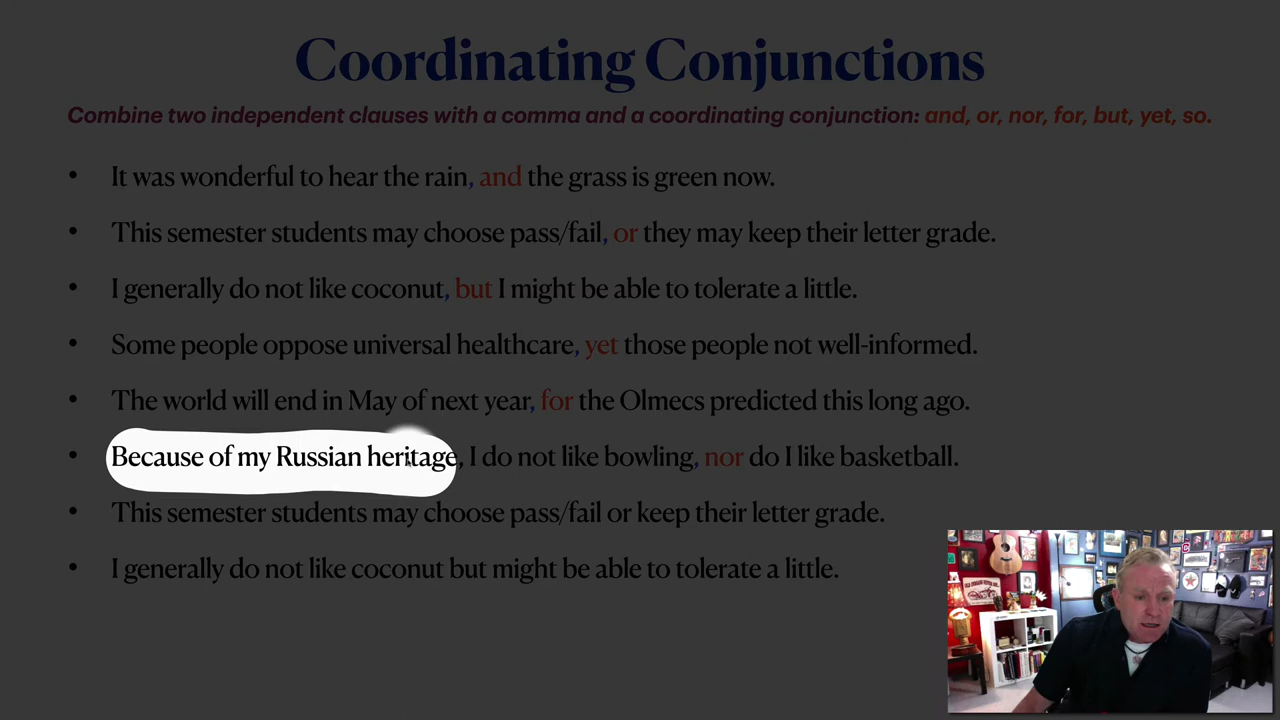 Coordinating Conjunctions
Combine two independent clauses with a comma and a coordinating conjunction: and, or, nor, for, but, yet, so.
• It was wonderful to hear the rain, and the grass is green now.
• This semester students may choose pass/fail, or they may keep their letter grade.
• I generally do not like coconut, but I might be able to tolerate a little.
• Some people oppose universal healthcare, yet those people not well-informed.
• The world will end in May of next year, for the Olmecs predicted this long ago.
• Because of my Russian heritage, I do not like bowling, nor do I like basketball.
• This semester students may choose pass/fail or keep their letter grade.
• I generally do not like coconut but might be able to tolerate a little.